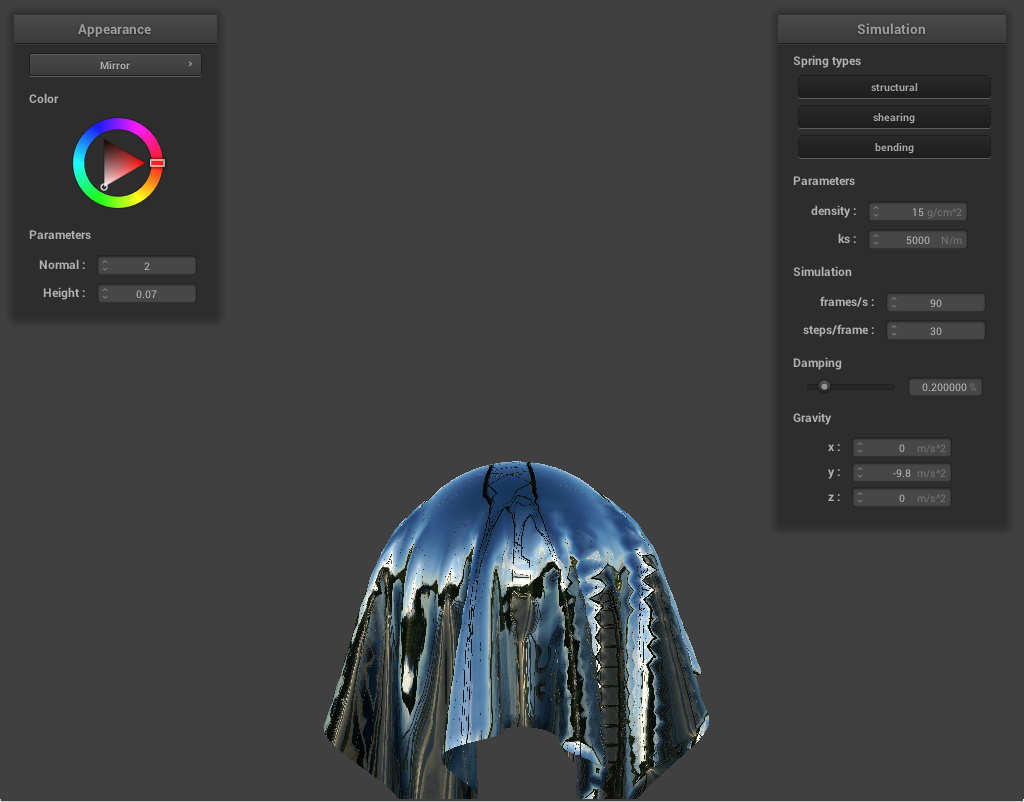 Appearance
Mirror
Color
Parameters
Normal : 2
Height : 0.07
Simulation
Spring types
structural
shearing
bending
Parameters
density : 15 g/cm^2
ks : 5000 N/m
Simulation
frames/s : 90
steps/frame : 30
Damping
0.200000 %
Gravity
x : 0 m/s^2
y : -9.8 m/s^2
z : 0 m/s^2